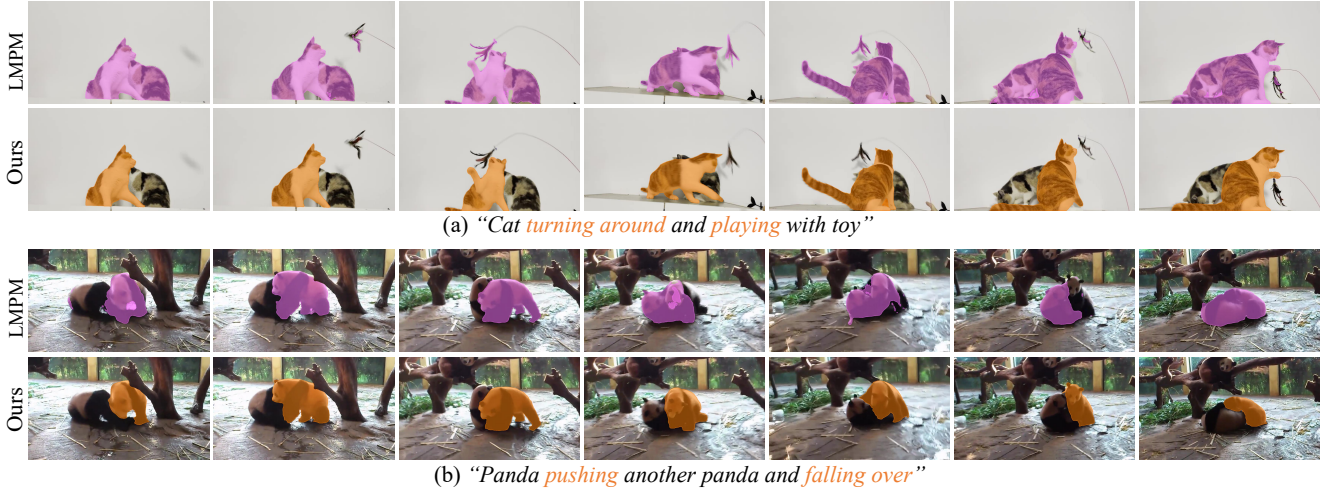 LMPM
Ours
(a) “Cat turning around and playing with toy”
LMPM
Ours
(b) “Panda pushing another panda and falling over”